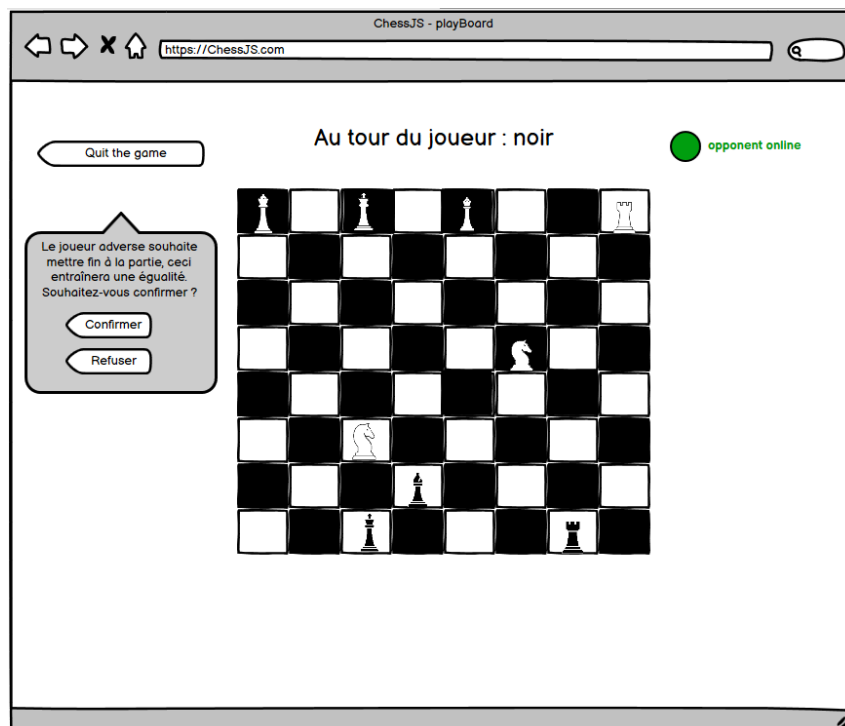 ChessJS - playBoard
https://ChessJS.com
Au tour du joueur : noir
Quit the game
opponent online
Le joueur adverse souhaite
mettre fin à la partie, ceci
entraînera une égualité.
Souhaitez-vous confirmer ?
Confirmer
Refuser